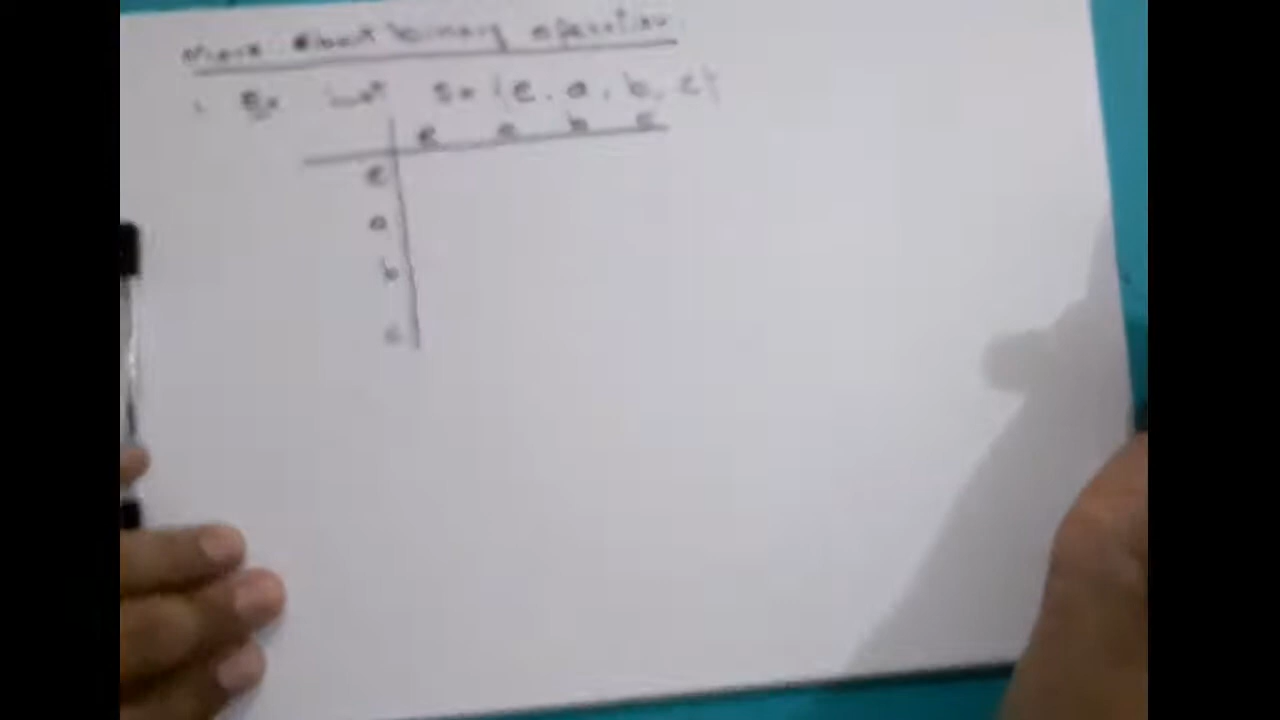 More about binary operation
Ex Let S = {e, a, b, c}
e a b c
e
a
b
c